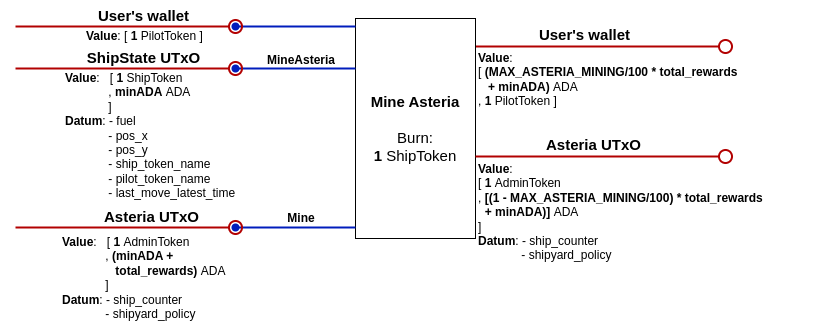 User's wallet
Value: [ 1 PilotToken ]
ShipState UTxO
MineAsteria
Value: [ 1 ShipToken
, minADA ADA
]
Datum: - fuel
- pos_x
- pos_y
- ship_token_name
- pilot_token_name
- last_move_latest_time
Asteria UTxO
Mine
Value: [ 1 AdminToken
, (minADA +
total_rewards) ADA
]
Datum: - ship_counter
- shipyard_policy
Mine Asteria
Burn:
1 ShipToken
User's wallet
Value:
[ (MAX_ASTERIA_MINING/100 * total_rewards
+ minADA) ADA
, 1 PilotToken ]
Asteria UTxO
Value:
[ 1 AdminToken
, [(1 - MAX_ASTERIA_MINING/100) * total_rewards
+ minADA)] ADA
]
Datum: - ship_counter
- shipyard_policy